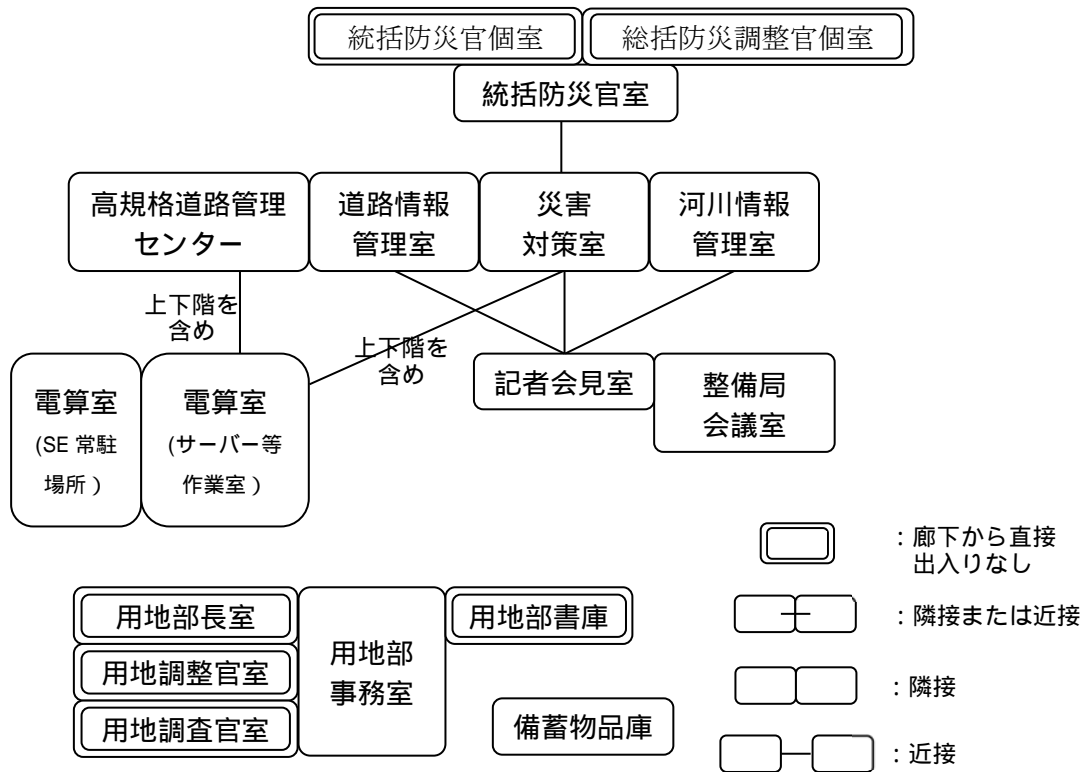 統括防災官個室
総括防災調整官個室
統括防災官室
高規格道路管理
センター
道路情報
管理室
災害
対策室
河川情報
管理室
上下階を
含め
上下階を
含め
電算室
(SE 常駐
場所）
電算室
(サーバー等
作業室）
記者会見室
整備局
会議室
：廊下から直接
出入りなし
：隣接または近接
：隣接
：近接
用地部長室
用地調整官室
用地調査官室
用地部
事務室
用地部書庫
備蓄物品庫